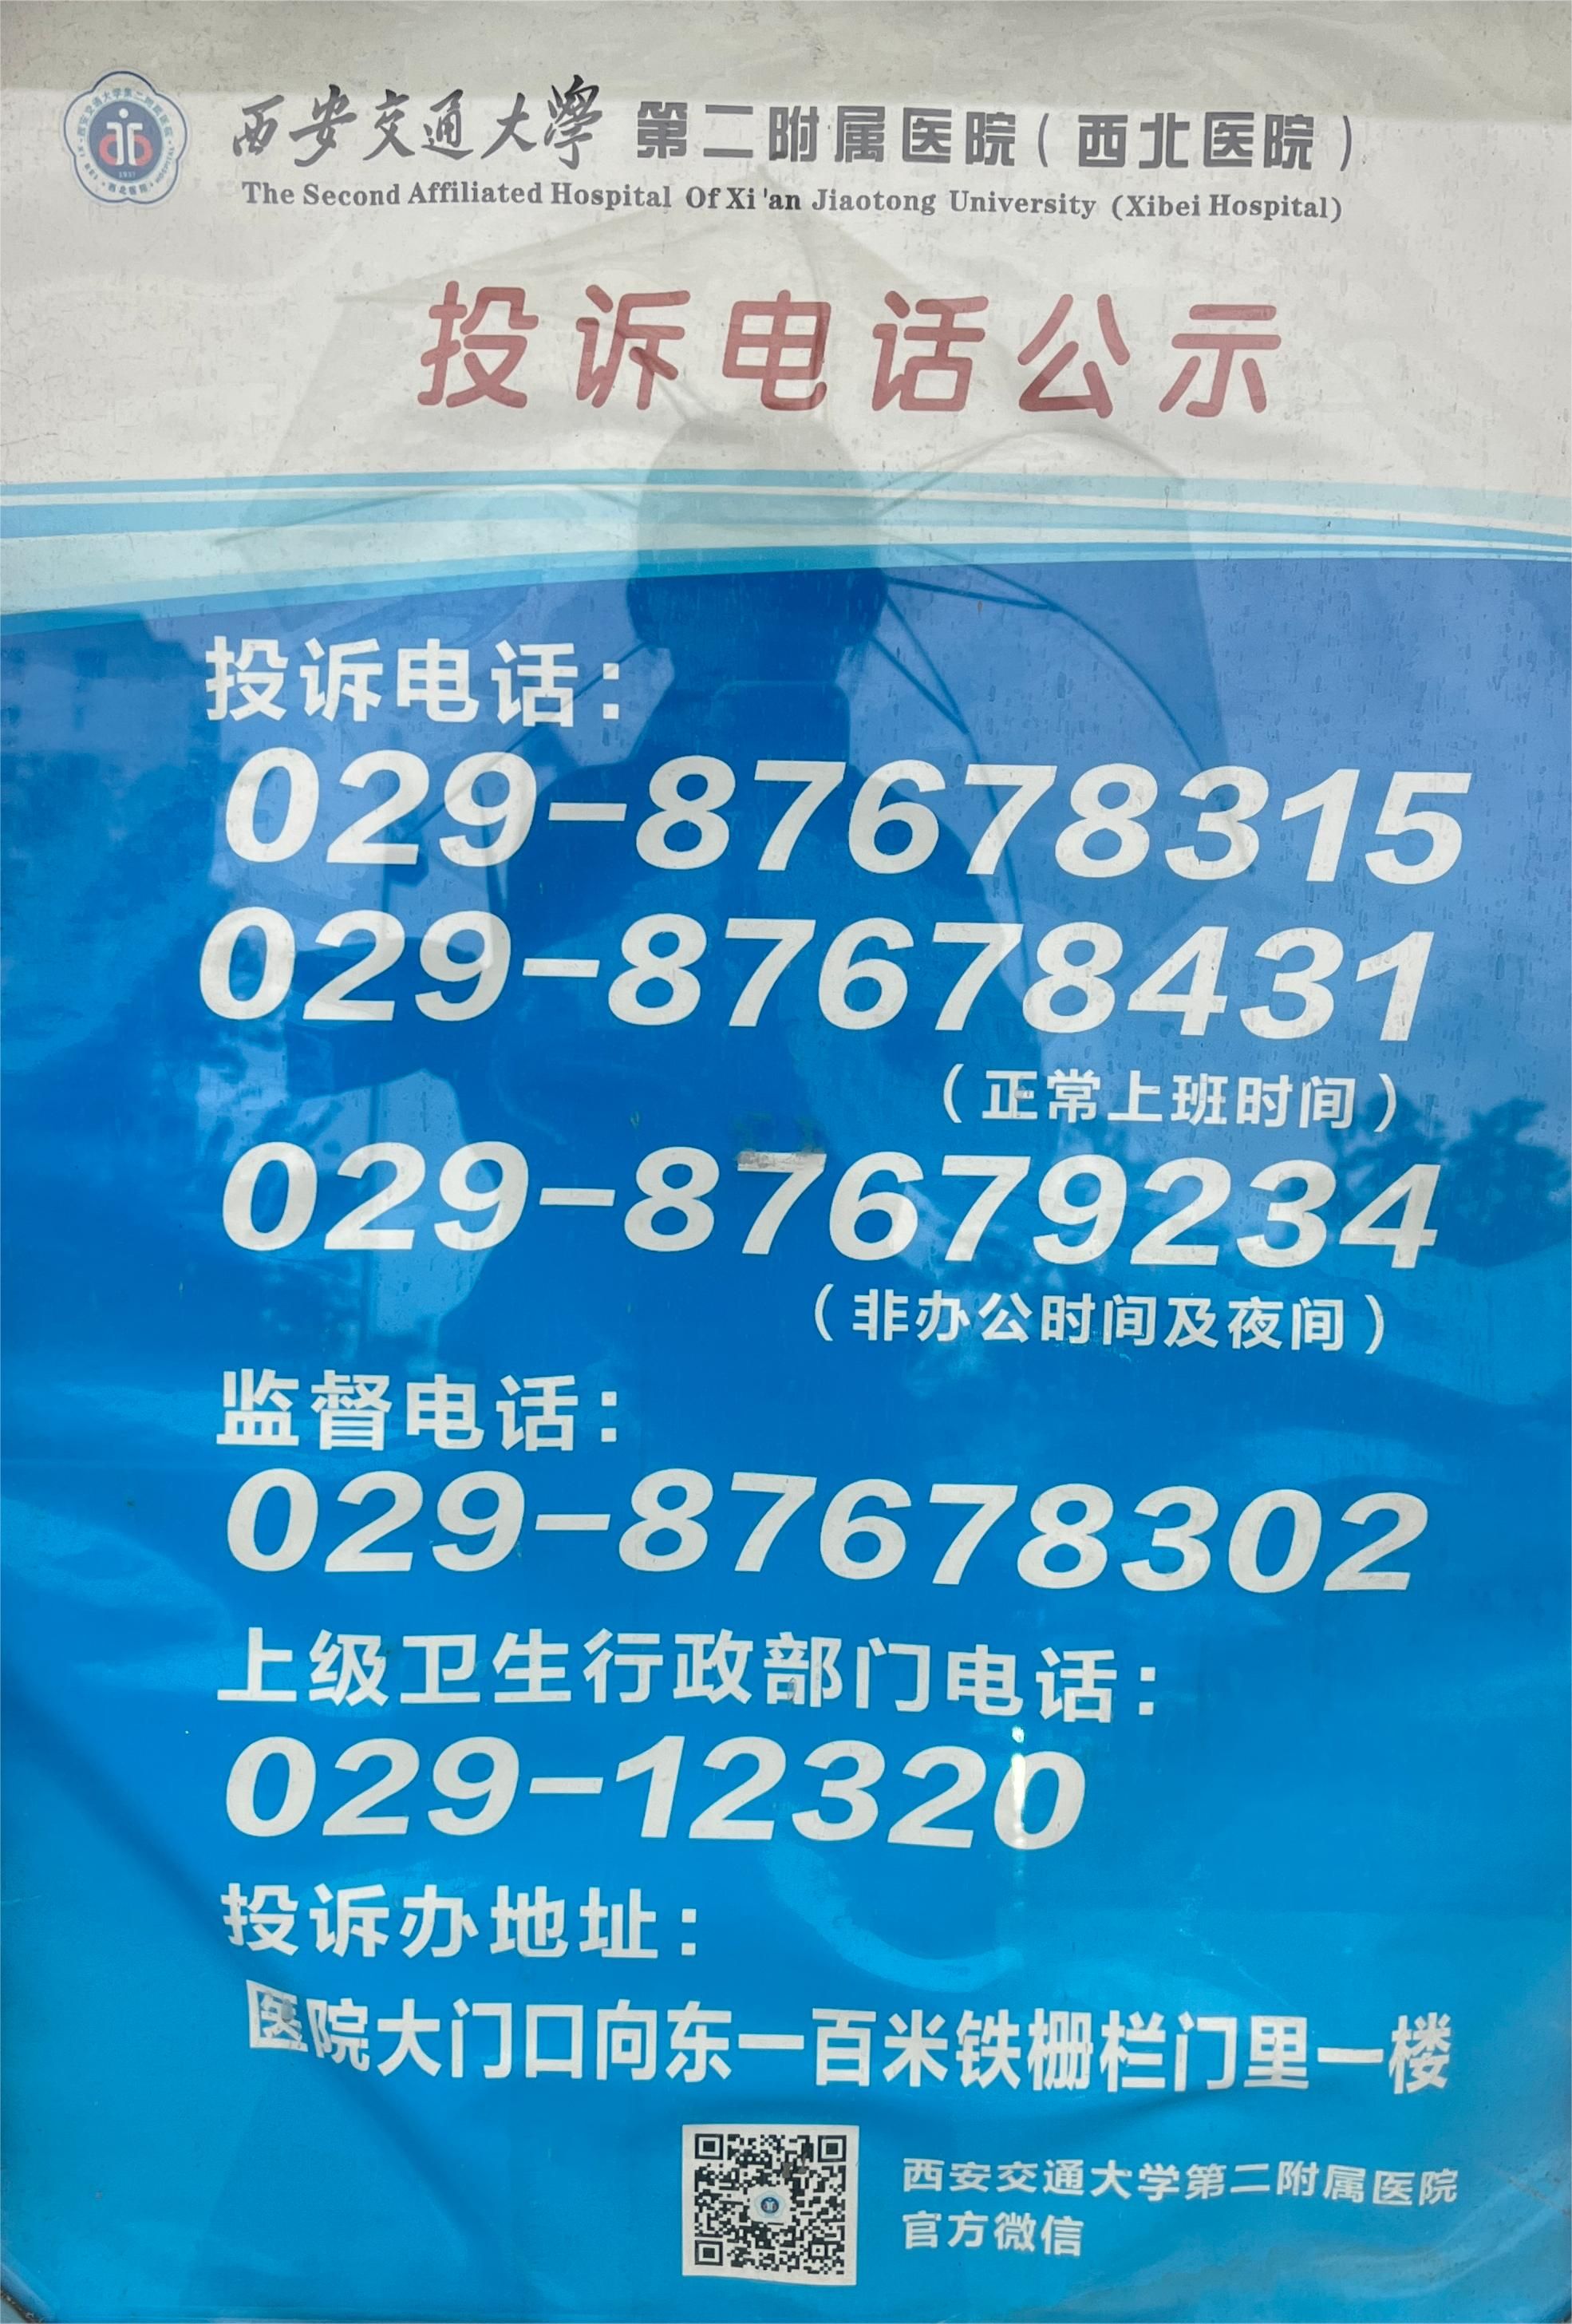 西安交通大学 第二附属医院（西北医院）
The Second Affiliated Hospital Of Xi'an Jiaotong University (Xibei Hospital)
投诉电话公示
投诉电话：
029-87678315
029-87678431
（正常上班时间）
029-87679234
（非办公时间及夜间）
监督电话：
029-87678302
上级卫生行政部门电话：
029-12320
投诉办地址：
医院大门口向东一百米铁栅栏门里一楼
西安交通大学第二附属医院
官方微信